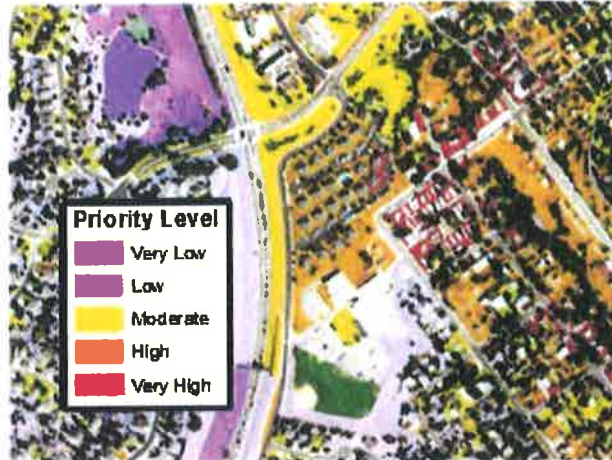 Priority Level
Very Low
Low
Moderate
High
Very High